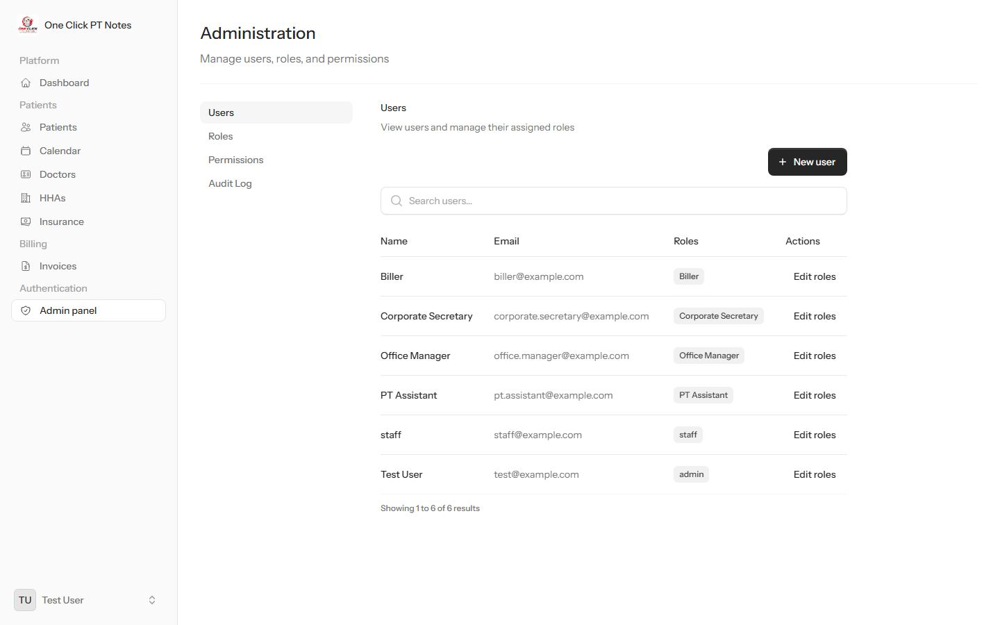 ONE CLICK
One Click PT Notes
Platform
Dashboard
Patients
Patients
Calendar
Doctors
HHAs
Insurance
Billing
Invoices
Authentication
Admin panel
TU Test User
Administration
Manage users, roles, and permissions
Users
Roles
Permissions
Audit Log
Users
View users and manage their assigned roles
+ New user
Search users...
Name Email Roles Actions
Biller biller@example.com Biller Edit roles
Corporate Secretary corporate.secretary@example.com Corporate Secretary Edit roles
Office Manager office.manager@example.com Office Manager Edit roles
PT Assistant pt.assistant@example.com PT Assistant Edit roles
staff staff@example.com staff Edit roles
Test User test@example.com admin Edit roles
Showing 1 to 6 of 6 results